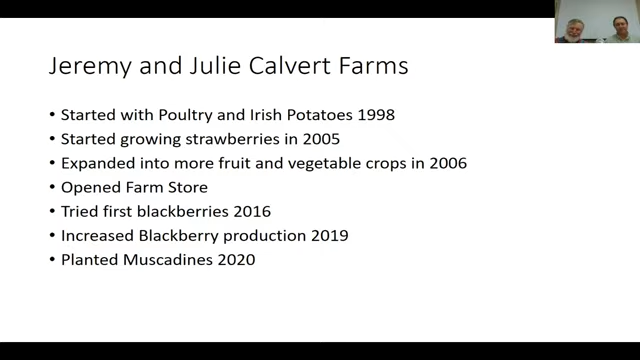 Jeremy and Julie Calvert Farms
• Started with Poultry and Irish Potatoes 1998
• Started growing strawberries in 2005
• Expanded into more fruit and vegetable crops in 2006
• Opened Farm Store
• Tried first blackberries 2016
• Increased Blackberry production 2019
• Planted Muscadines 2020